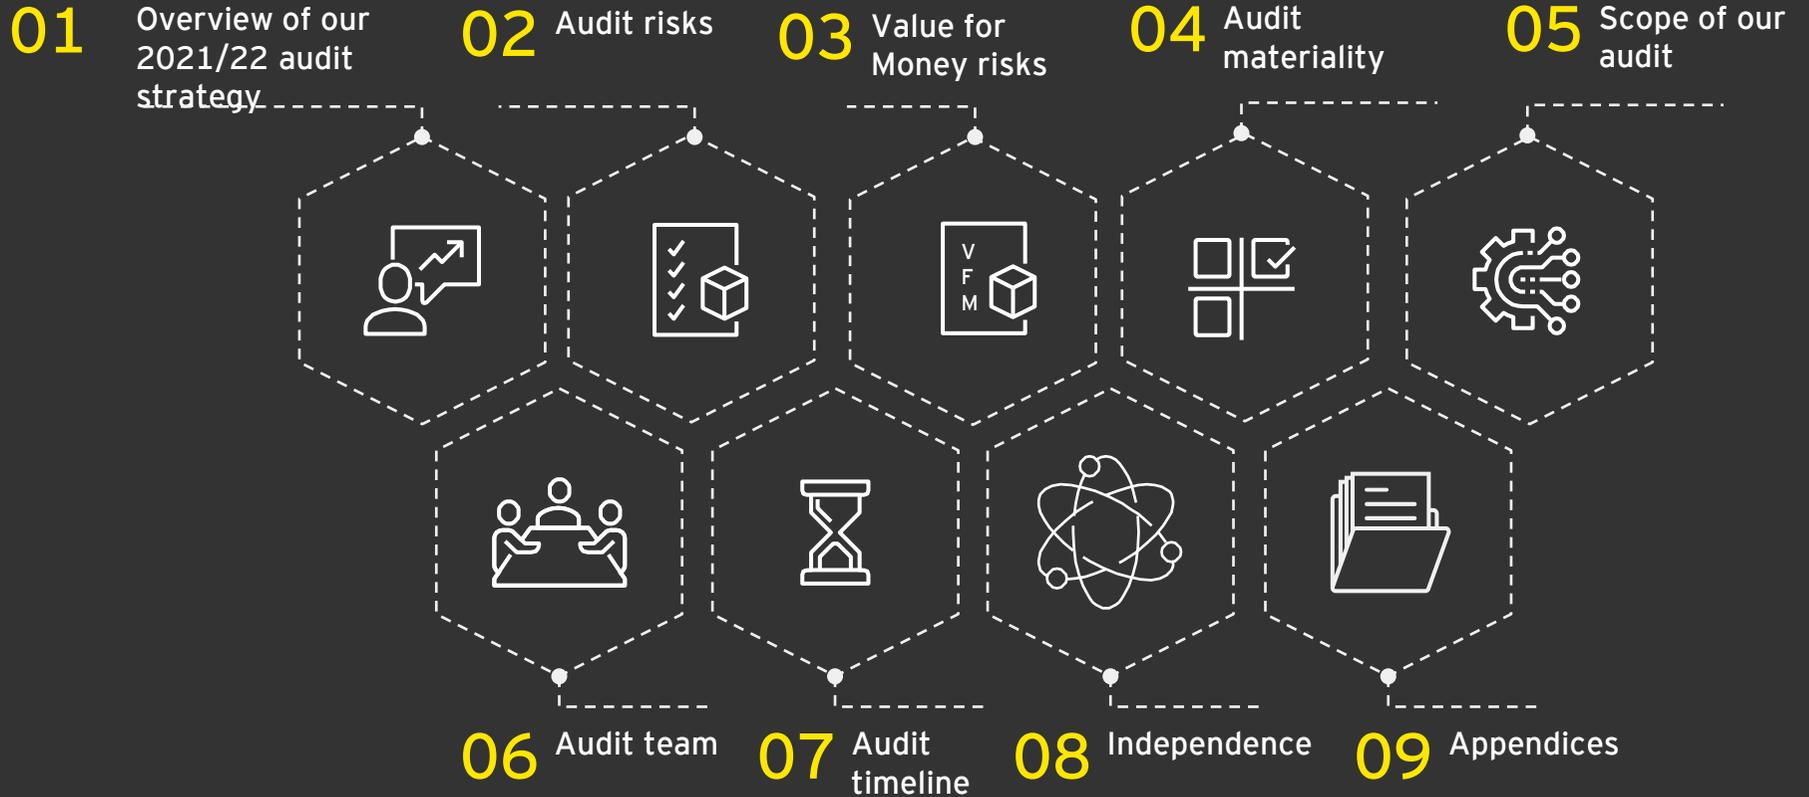 01
Overview of our
2021/22 audit
strategy
02
Audit risks
03
Value for
Money risks
04
Audit
materiality
05
Scope of our
audit
V
F
M
06
Audit team
07
Audit
timeline
08
Independence
09
Appendices